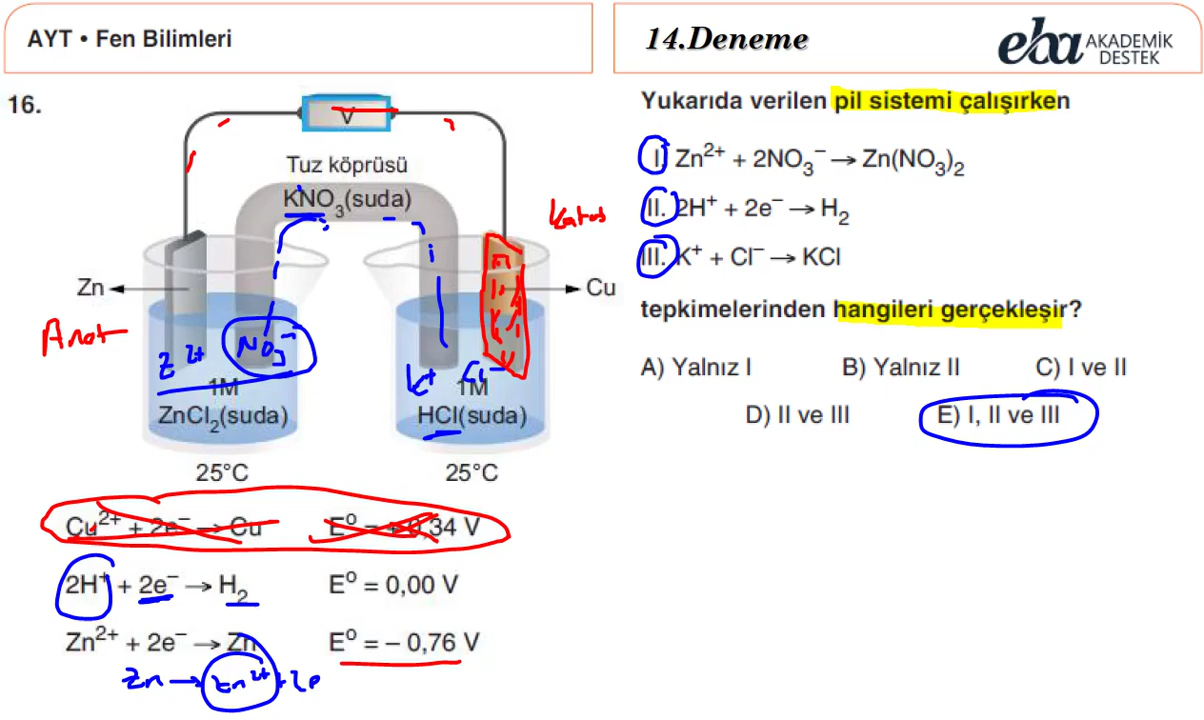 AYT • Fen Bilimleri
14.Deneme
eba AKADEMİK
DESTEK
16.
V
Tuz köprüsü
KNO₃(suda)
Katot
Zn
Cu
Anot
Z²⁺
NO₃⁻
K⁺
Cl⁻
1M
ZnCl₂(suda)
1M
HCl(suda)
25°C
25°C
Cu²⁺ + 2e⁻ → Cu E⁰ = + 0,34 V
2H⁺ + 2e⁻ → H₂ E⁰ = 0,00 V
Zn²⁺ + 2e⁻ → Zn E⁰ = – 0,76 V
Zn → Zn²⁺ + 2e
Yukarıda verilen pil sistemi çalışırken
I. Zn²⁺ + 2NO₃⁻ → Zn(NO₃)₂
II. 2H⁺ + 2e⁻ → H₂
III. K⁺ + Cl⁻ → KCl
tepkimelerinden hangileri gerçekleşir?
A) Yalnız I B) Yalnız II C) I ve II
D) II ve III E) I, II ve III